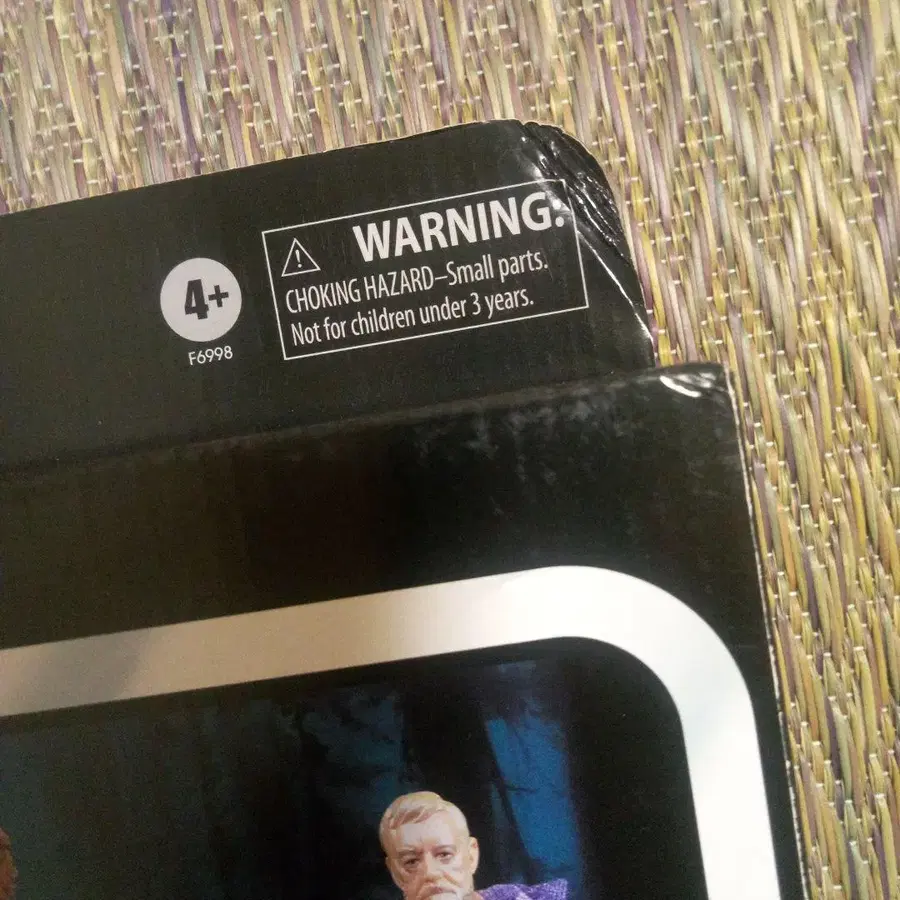 WARNING:
CHOKING HAZARD–Small parts.
Not for children under 3 years.
4+
F6998